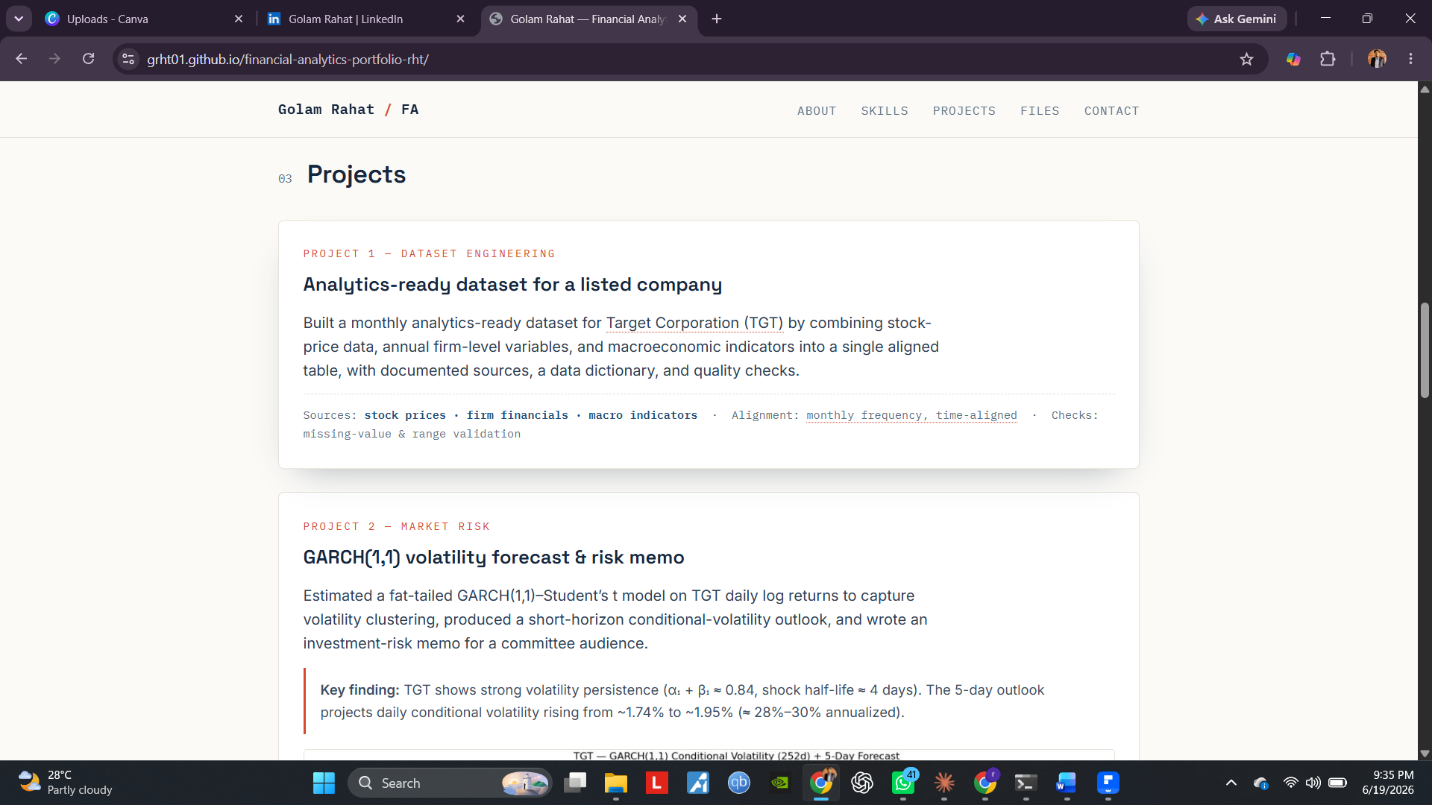 Uploads - Canva
Golam Rahat | LinkedIn
Golam Rahat — Financial Analy
Ask Gemini
grht01.github.io/financial-analytics-portfolio-rht/
Golam Rahat / FA
ABOUT SKILLS PROJECTS FILES CONTACT
03 Projects
PROJECT 1 — DATASET ENGINEERING
Analytics-ready dataset for a listed company
Built a monthly analytics-ready dataset for Target Corporation (TGT) by combining stock-
price data, annual firm-level variables, and macroeconomic indicators into a single aligned
table, with documented sources, a data dictionary, and quality checks.
Sources: stock prices · firm financials · macro indicators · Alignment: monthly frequency, time-aligned · Checks:
missing-value & range validation
PROJECT 2 — MARKET RISK
GARCH(1,1) volatility forecast & risk memo
Estimated a fat-tailed GARCH(1,1)–Student's t model on TGT daily log returns to capture
volatility clustering, produced a short-horizon conditional-volatility outlook, and wrote an
investment-risk memo for a committee audience.
Key finding: TGT shows strong volatility persistence (α₁ + β₁ ≈ 0.84, shock half-life ≈ 4 days). The 5-day outlook
projects daily conditional volatility rising from ~1.74% to ~1.95% (≈ 28%–30% annualized).
TGT — GARCH(1,1) Conditional Volatility (252d) + 5-Day Forecast
28°C
Partly cloudy
Search
L
qb
41
r
W
9:35 PM
6/19/2026